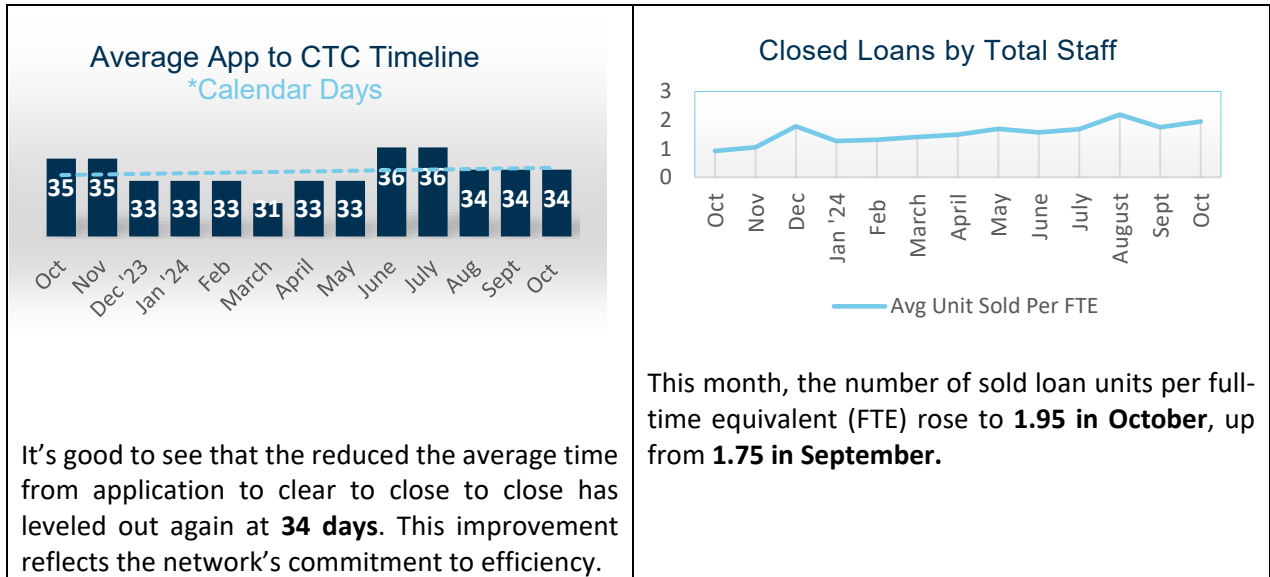 Average App to CTC Timeline
*Calendar Days
35 35 33 33 33 31 33 33 36 36 34 34 34
Oct Nov Dec '23 Jan '24 Feb March April May June July Aug Sept Oct
It's good to see that the reduced the average time
from application to clear to close to close has
leveled out again at 34 days. This improvement
reflects the network's commitment to efficiency.
Closed Loans by Total Staff
3
2
1
0
Oct Nov Dec Jan '24 Feb March April May June July August Sept Oct
Avg Unit Sold Per FTE
This month, the number of sold loan units per full-
time equivalent (FTE) rose to 1.95 in October, up
from 1.75 in September.